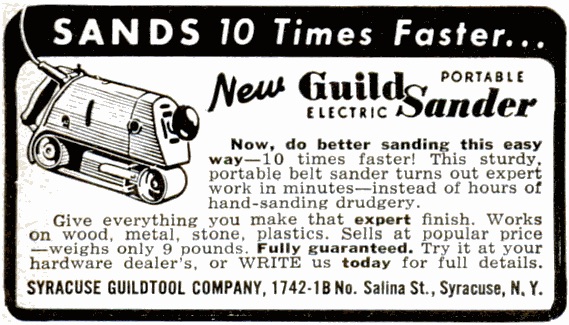 SANDS 10 Times Faster...
New Guild PORTABLE
ELECTRIC Sander
Now, do better sanding this easy
way—10 times faster! This sturdy,
portable belt sander turns out expert
work in minutes—instead of hours of
hand-sanding drudgery.
Give everything you make that expert finish. Works
on wood, metal, stone, plastics. Sells at popular price
—weighs only 9 pounds. Fully guaranteed. Try it at your
hardware dealer's, or WRITE us today for full details.
SYRACUSE GUILDTOOL COMPANY, 1742-1B No. Salina St., Syracuse, N. Y.